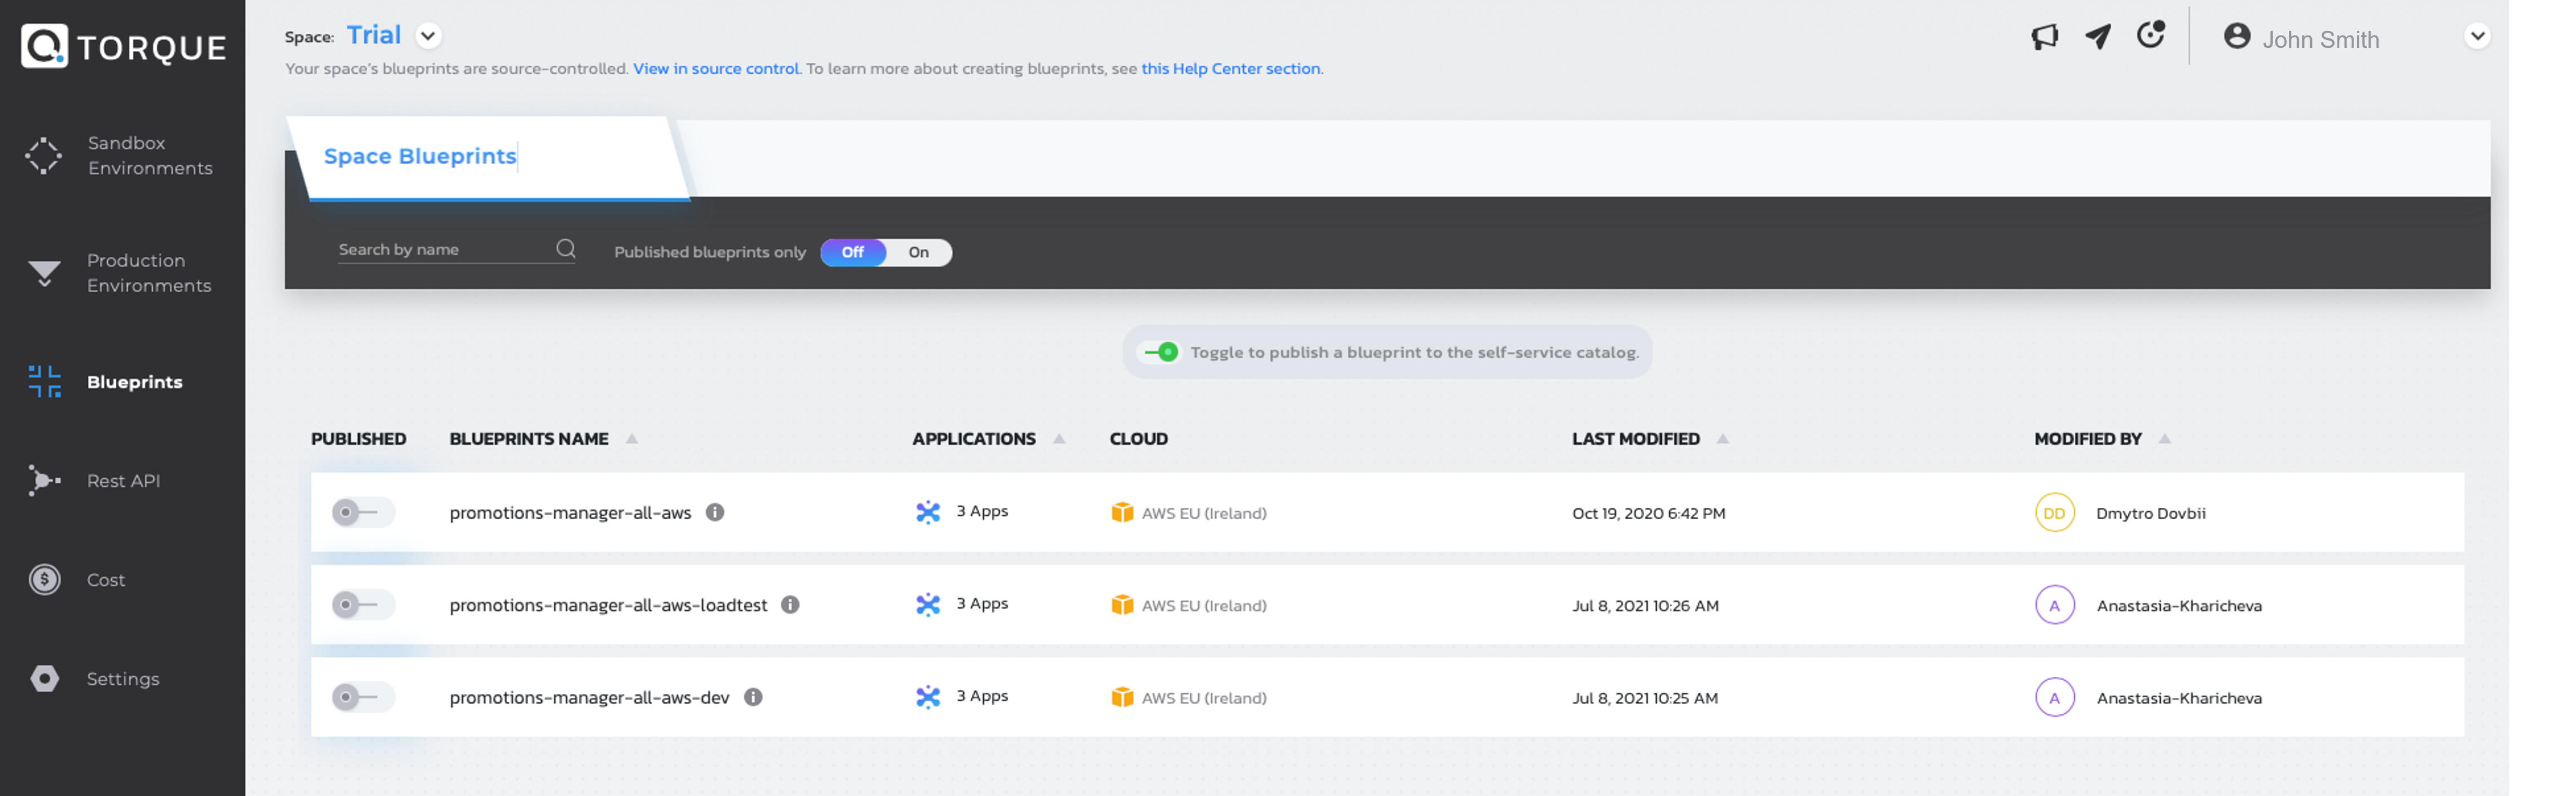 TORQUE
Sandbox
Environments
Production
Environments
Blueprints
Rest API
Cost
Settings
Space: Trial
John Smith
Your space's blueprints are source-controlled. View in source control. To learn more about creating blueprints, see this Help Center section.
Space Blueprints
Search by name
Published blueprints only Off On
Toggle to publish a blueprint to the self-service catalog.
PUBLISHED BLUEPRINTS NAME APPLICATIONS CLOUD LAST MODIFIED MODIFIED BY
promotions-manager-all-aws 3 Apps AWS EU (Ireland) Oct 19, 2020 6:42 PM DD Dmytro Dovbii
promotions-manager-all-aws-loadtest 3 Apps AWS EU (Ireland) Jul 8, 2021 10:26 AM A Anastasia-Kharicheva
promotions-manager-all-aws-dev 3 Apps AWS EU (Ireland) Jul 8, 2021 10:25 AM A Anastasia-Kharicheva